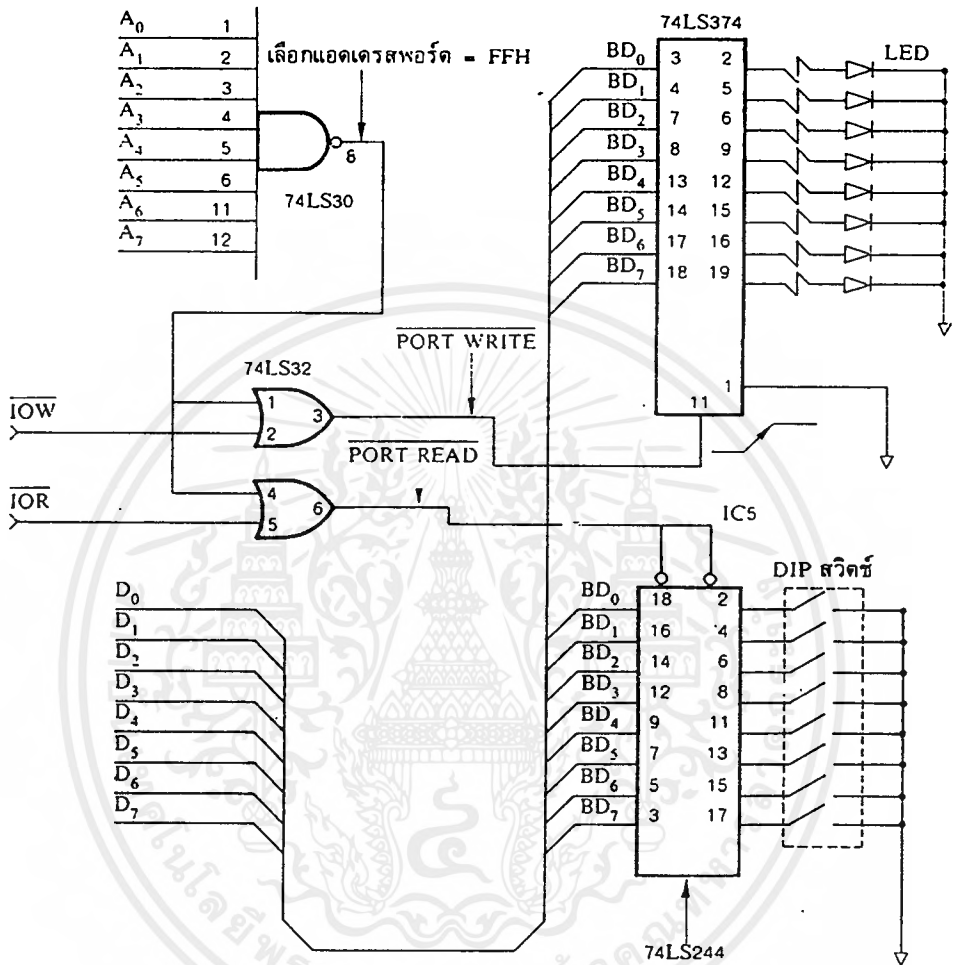 A0 1
A1 2
A2 3
A3 4
A4 5
A5 6
A6 11
A7 12
8
74LS30
เลือกแอดเดรสพอร์ต = FFH
74LS374
LED
BD0 3 2
BD1 4 5
BD2 7 6
BD3 8 9
BD4 13 12
BD5 14 15
BD6 17 16
BD7 18 19
1
11
74LS32
PORT WRITE
IOW
1
2
3
PORT READ
IOR
4
5
6
IC5
DIP สวิตช์
D0
D1
D2
D3
D4
D5
D6
D7
BD0 18 2
BD1 16 4
BD2 14 6
BD3 12 8
BD4 9 11
BD5 7 13
BD6 5 15
BD7 3 17
74LS244